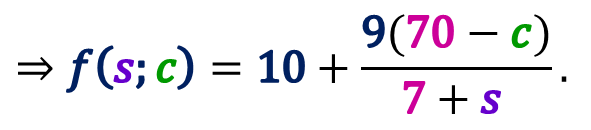 ⇒ f(s; c) = 10 + 9(70 − c) / 7 + s .